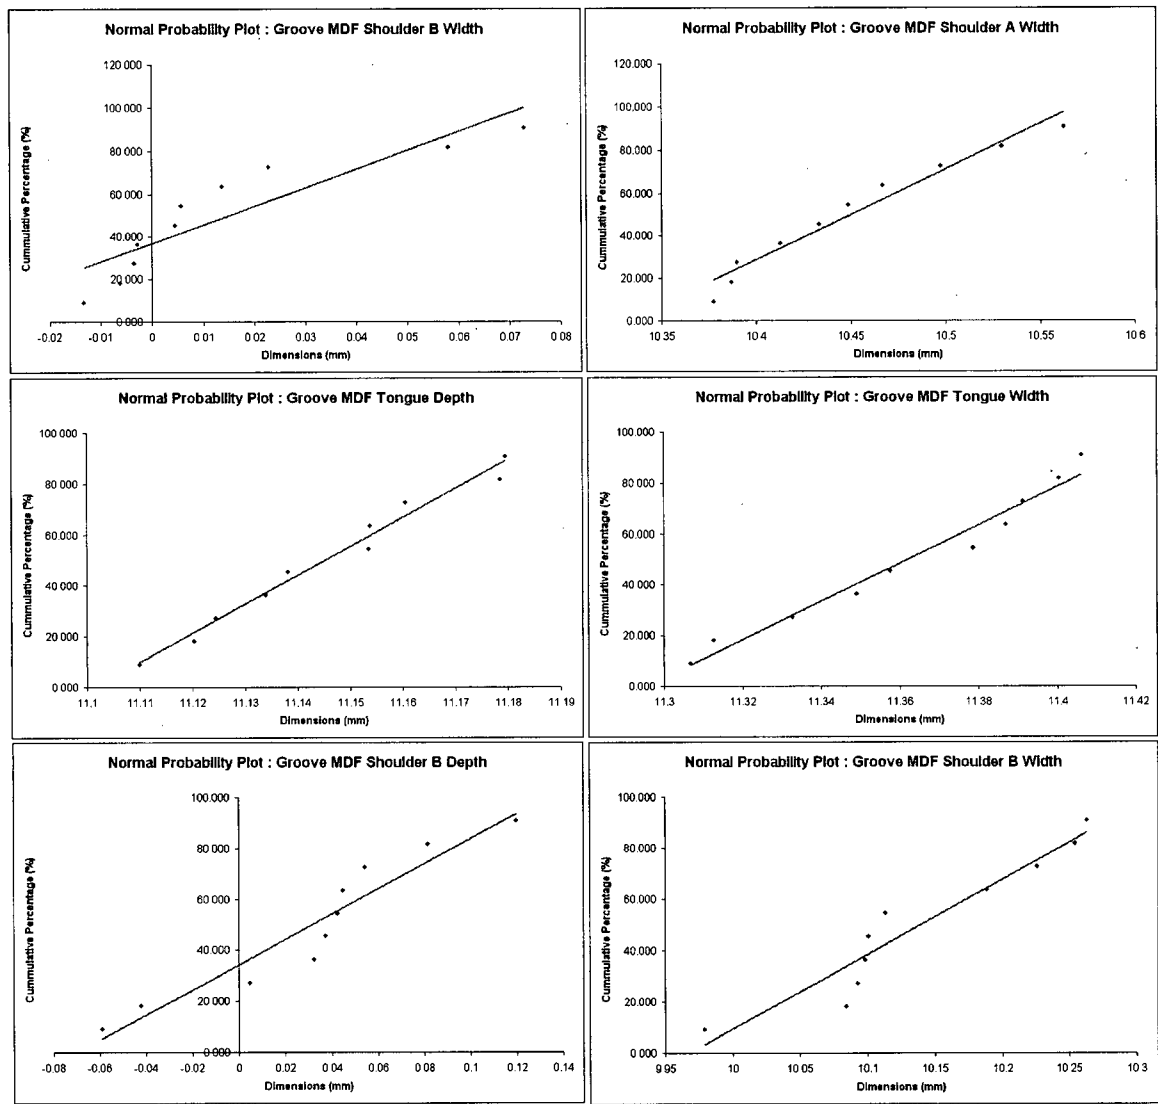 Normal Probability Plot : Groove MDF Shoulder B Width
120 000
100 000
80 000
60 000
40 000
20 000
0 000
-0.02 -0 01 0 0 01 0 02 0.03 0.04 0.05 0 06 0.07 0 08
Cummulative Percentage (%)
Dimensions (mm)
Normal Probability Plot : Groove MDF Shoulder A Width
120.000
100.000
80.000
60 000
40 000
20.000
0.000
10 35 10 4 10.45 10.5 10.55 10 6
Cummulative Percentage (%)
Dimensions (mm)
Normal Probability Plot : Groove MDF Tongue Depth
100 000
80 000
60 000
40 000
20 000
0 000
11.1 11.11 11.12 11.13 11.14 11.15 11.16 11.17 11.18 11 19
Cummulative Percentage (%)
Dimensions (mm)
Normal Probability Plot : Groove MDF Tongue Width
100 000
80 000
60 000
40 000
20 000
0 000
11.3 11.32 11.34 11.36 11.38 11.4 11 42
Cummulative Percentage (%)
Dimensions (mm)
Normal Probability Plot : Groove MDF Shoulder B Depth
100.000
80 000
60 000
40 000
20 000
0 000
-0.08 -0.06 -0 04 -0.02 0 0.02 0 04 0.06 0 08 0.1 0.12 0.14
Cummulative Percentage (%)
Dimensions (mm)
Normal Probability Plot : Groove MDF Shoulder B Width
100.000
80.000
60 000
40 000
20 000
0 000
9 95 10 10 05 10.1 10.15 10.2 10 25 10.3
Cummulative Percentage (%)
Dimensions (mm)